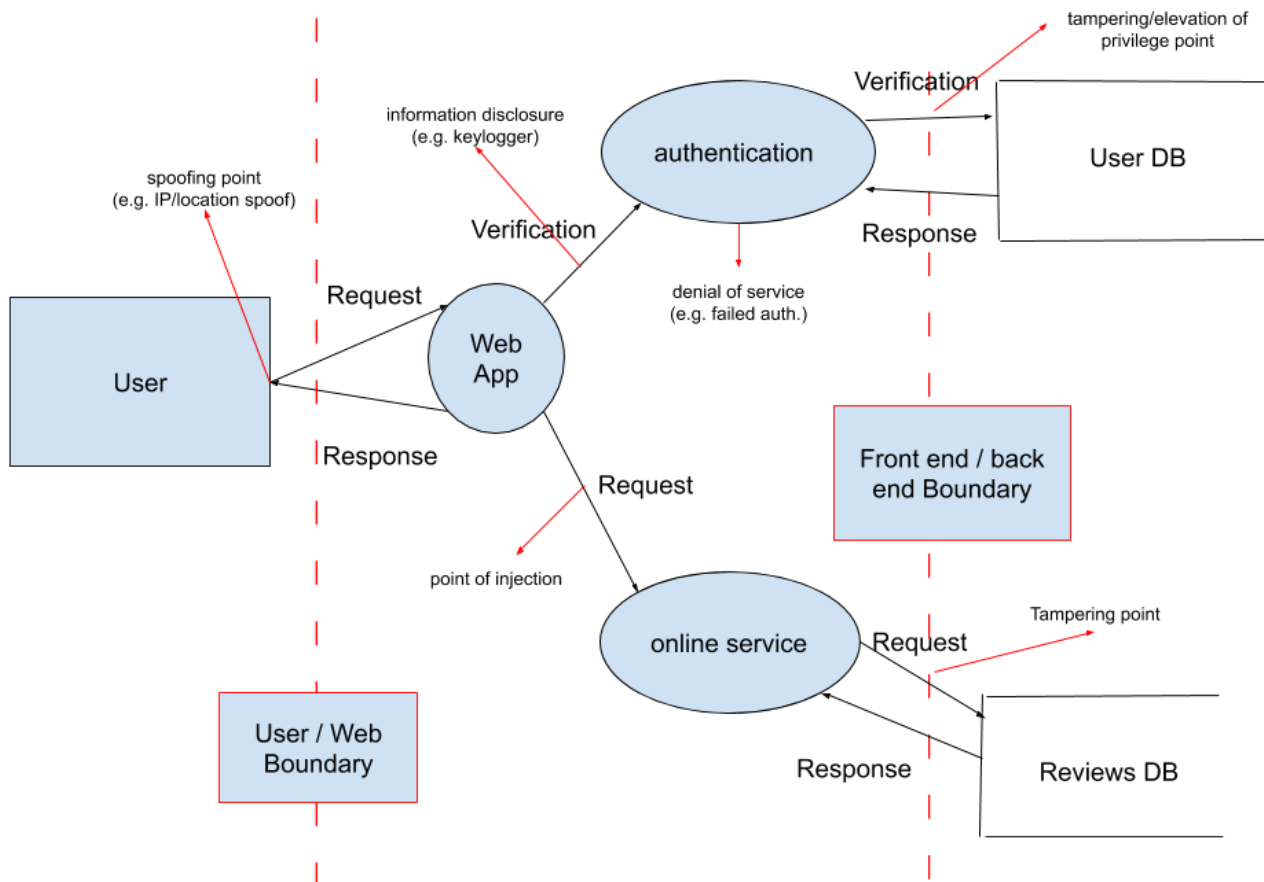 tampering/elevation of
privilege point
Verification
information disclosure
(e.g. keylogger)
authentication
User DB
spoofing point
(e.g. IP/location spoof)
Verification
Response
Request
denial of service
(e.g. failed auth.)
Web
App
User
Response
Front end / back
end Boundary
Request
point of injection
Tampering point
online service
Request
User / Web
Boundary
Response
Reviews DB